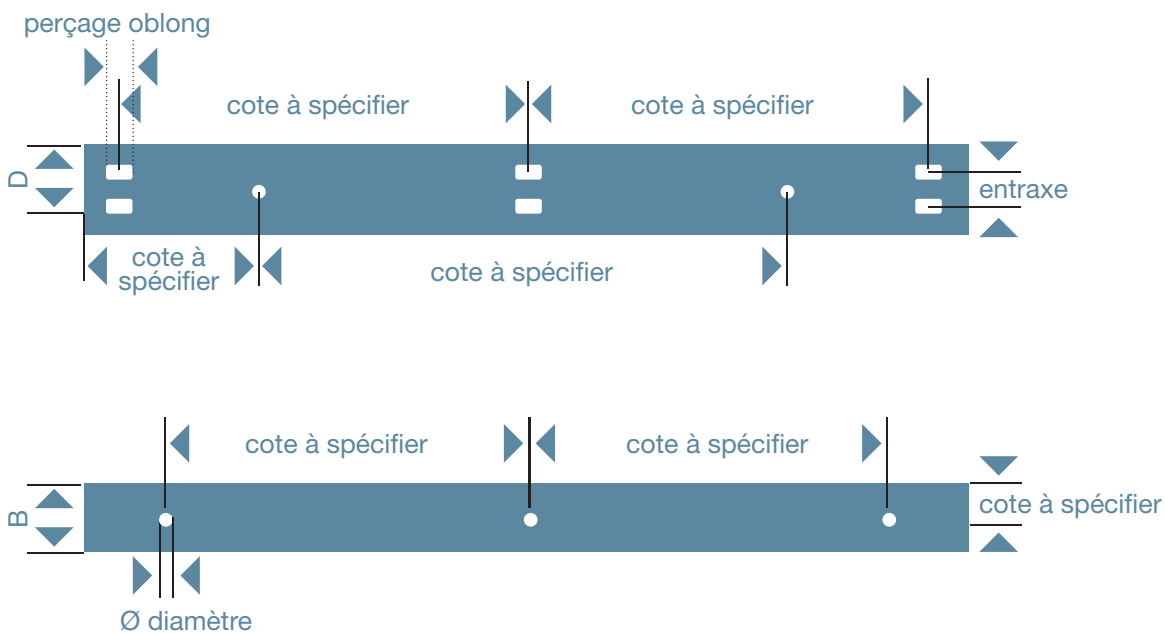 perçage oblong
cote à spécifier
cote à spécifier
D
entraxe
cote à
spécifier
cote à spécifier
cote à spécifier
cote à spécifier
B
cote à spécifier
Ø diamètre